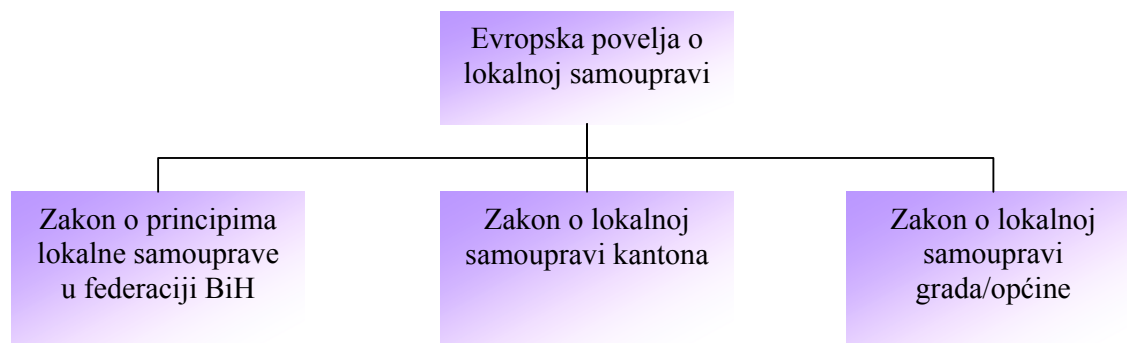 Evropska povelja o
lokalnoj samoupravi
Zakon o principima
lokalne samouprave
u federaciji BiH
Zakon o lokalnoj
samoupravi kantona
Zakon o lokalnoj
samoupravi
grada/općine